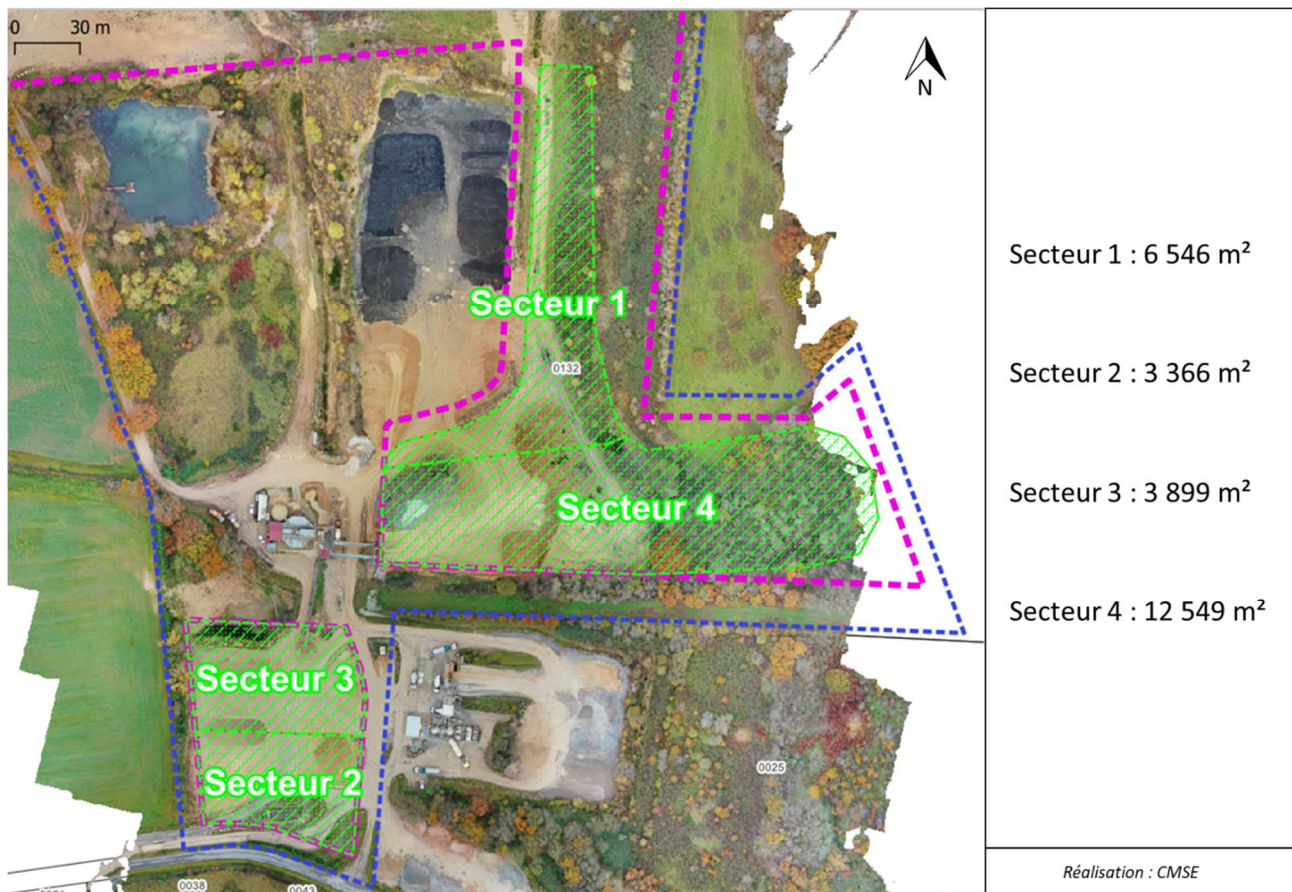 0 30 m
N
Secteur 1
0132
Secteur 4
Secteur 3
Secteur 2
0025
0038
0043
Secteur 1 : 6 546 m²
Secteur 2 : 3 366 m²
Secteur 3 : 3 899 m²
Secteur 4 : 12 549 m²
Réalisation : CMSE